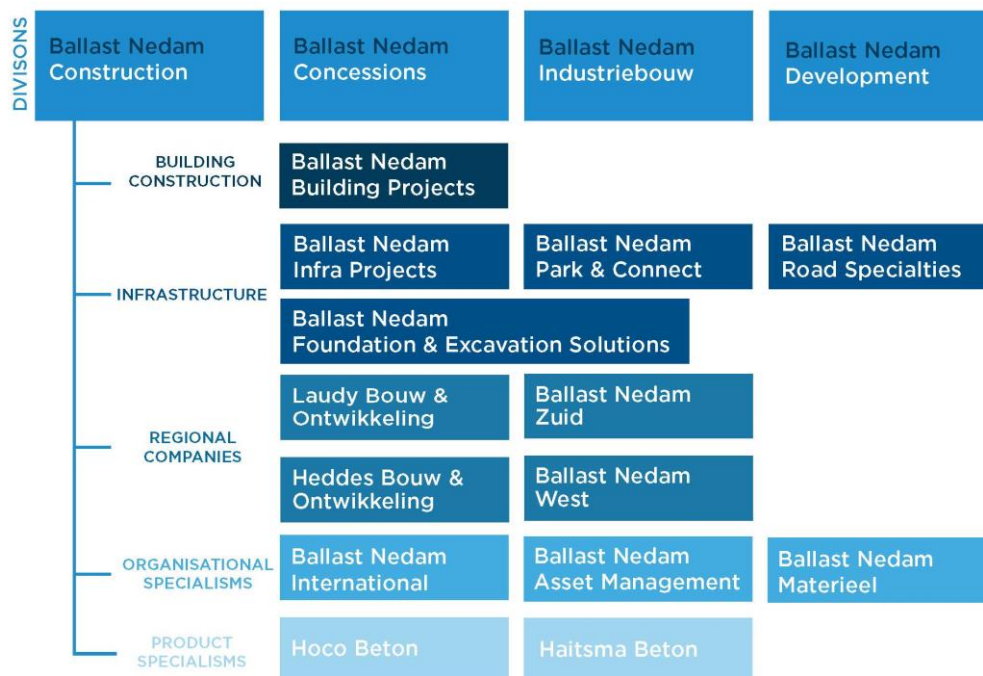 DIVISONS
Ballast Nedam
Construction
Ballast Nedam
Concessions
Ballast Nedam
Industriebouw
Ballast Nedam
Development
BUILDING
CONSTRUCTION
Ballast Nedam
Building Projects
INFRASTRUCTURE
Ballast Nedam
Infra Projects
Ballast Nedam
Park & Connect
Ballast Nedam
Road Specialties
Ballast Nedam
Foundation & Excavation Solutions
REGIONAL
COMPANIES
Laudy Bouw &
Ontwikkeling
Ballast Nedam
Zuid
Heddes Bouw &
Ontwikkeling
Ballast Nedam
West
ORGANISATIONAL
SPECIALISMS
Ballast Nedam
International
Ballast Nedam
Asset Management
Ballast Nedam
Materieel
PRODUCT
SPECIALISMS
Hoco Beton
Haitsma Beton